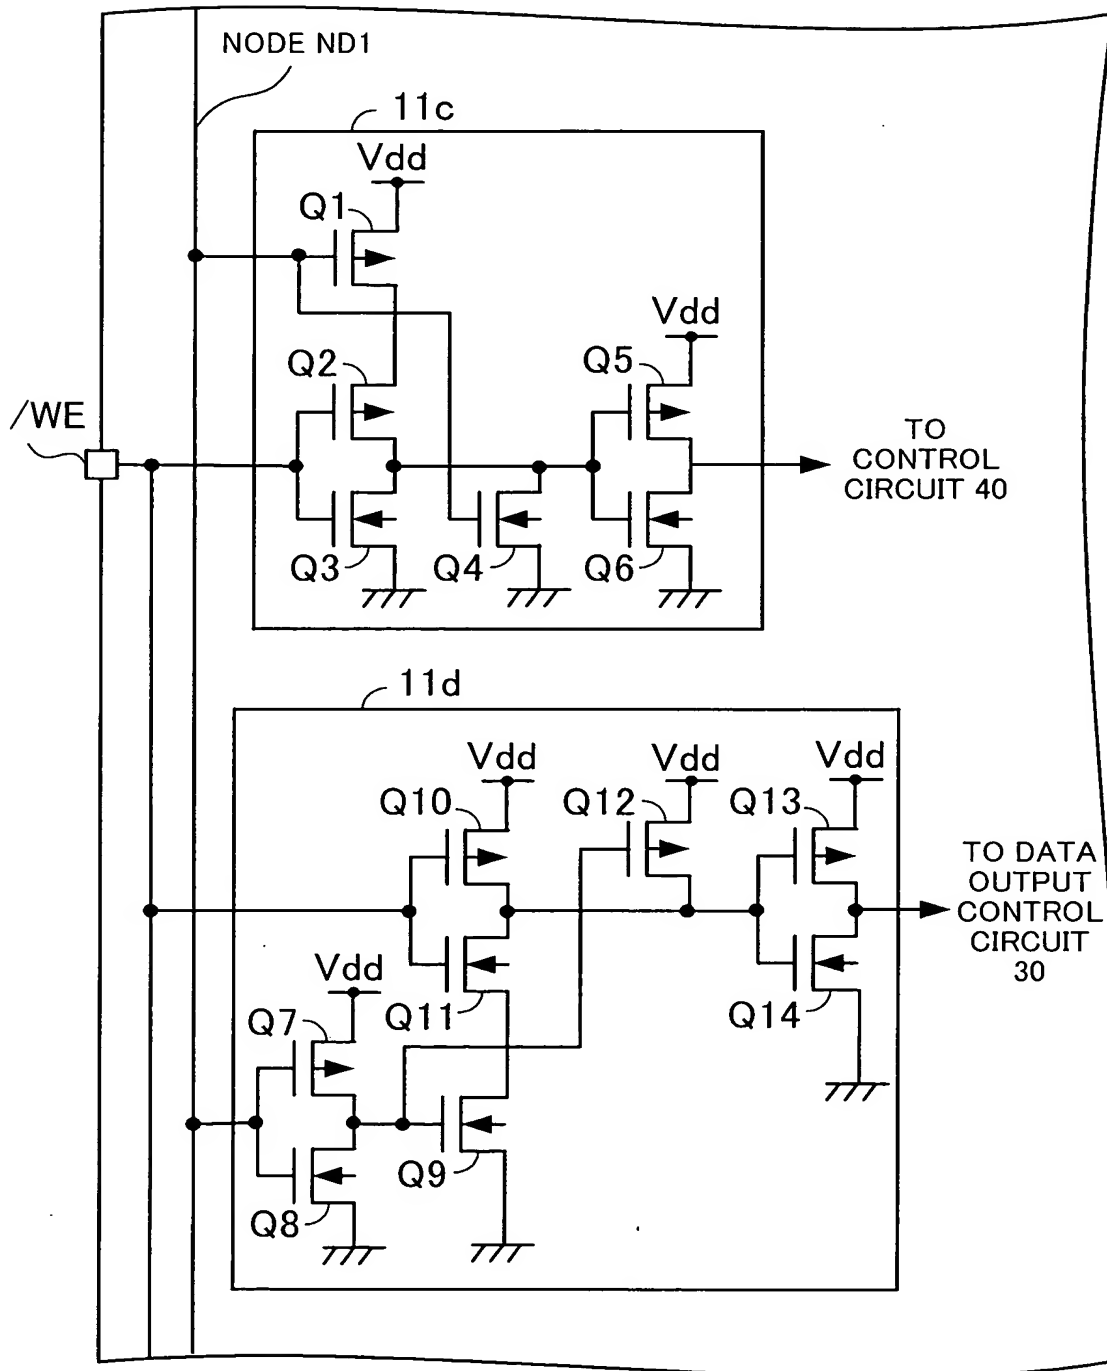 NODE ND1
11c
Vdd
Q1
Vdd
Q2
Q5
/WE
TO
CONTROL
CIRCUIT 40
Q3
Q4
Q6
11d
Vdd
Vdd
Vdd
Q10
Q12
Q13
TO DATA
OUTPUT
CONTROL
CIRCUIT
30
Vdd
Q11
Q14
Q7
Q9
Q8